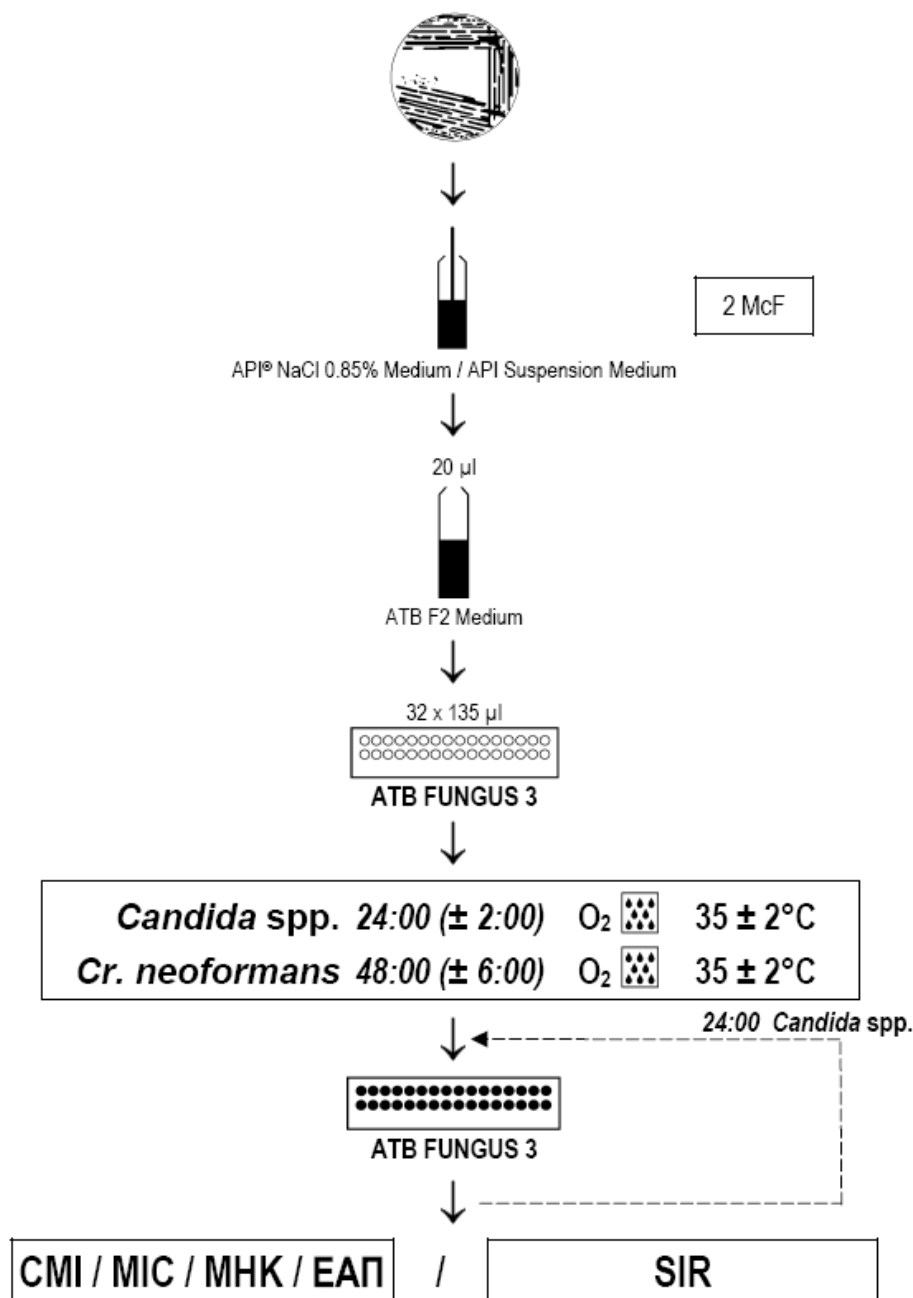 2 McF
API® NaCl 0.85% Medium / API Suspension Medium
20 µl
ATB F2 Medium
32 x 135 µl
ATB FUNGUS 3
Candida spp. 24:00 (± 2:00) O₂ 35 ± 2°C
Cr. neoformans 48:00 (± 6:00) O₂ 35 ± 2°C
24:00 Candida spp.
ATB FUNGUS 3
CMI / MIC / MHK / ΕΑΠ / SIR